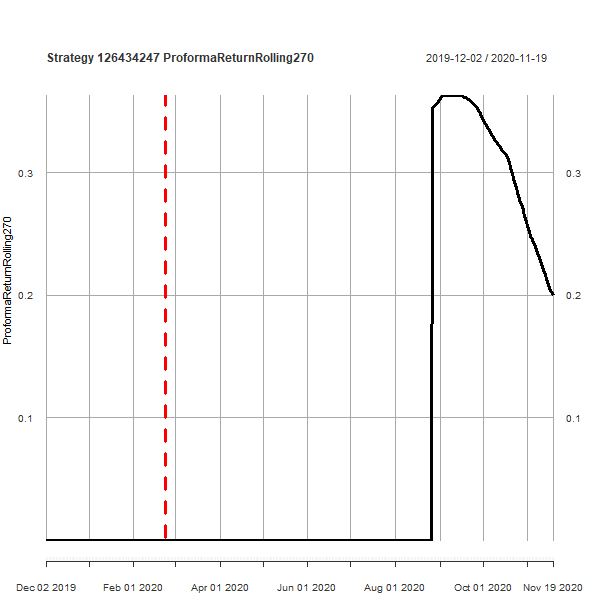 Strategy 126434247 ProformaReturnRolling270
2019-12-02 / 2020-11-19
ProformaReturnRolling270
0.3
0.2
0.1
0.3
0.2
0.1
Dec 02 2019
Feb 01 2020
Apr 01 2020
Jun 01 2020
Aug 01 2020
Oct 01 2020
Nov 19 2020